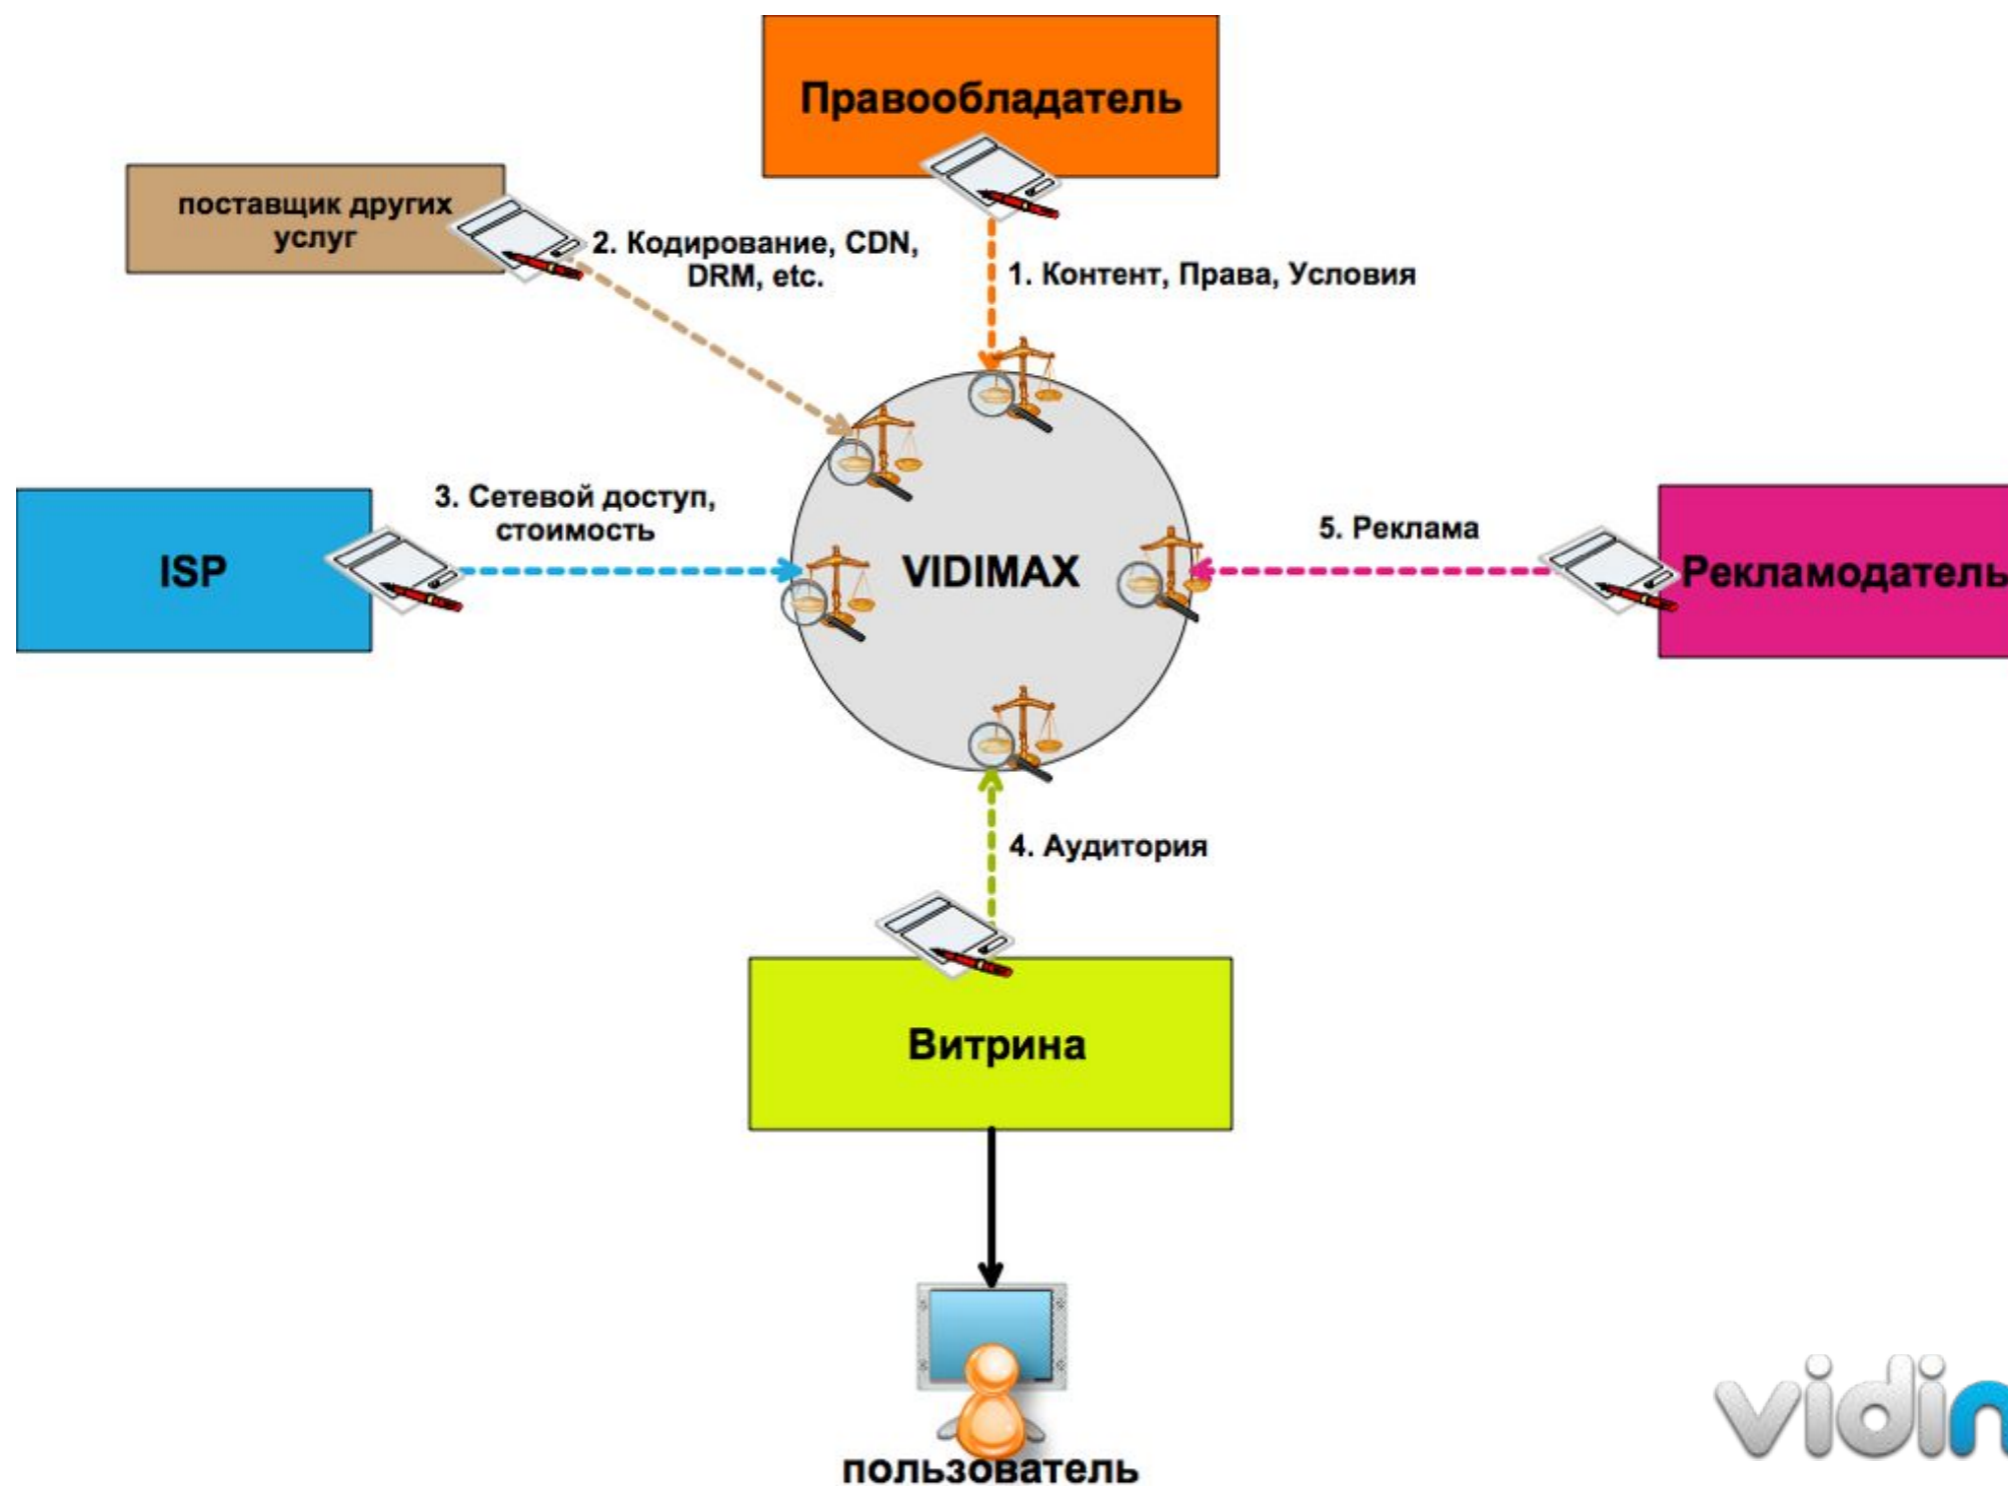 Правообладатель
поставщик других
услуг
2. Кодирование, CDN,
DRM, etc.
1. Контент, Права, Условия
3. Сетевой доступ,
стоимость
5. Реклама
ISP
VIDIMAX
Рекламодатель
4. Аудитория
Витрина
пользователь